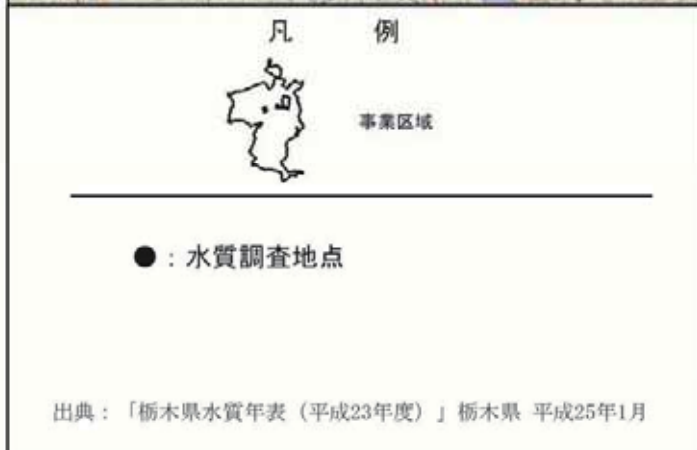 凡 例
事業区域
●：水質調査地点
出典：「栃木県水質年表（平成23年度）」栃木県 平成25年1月